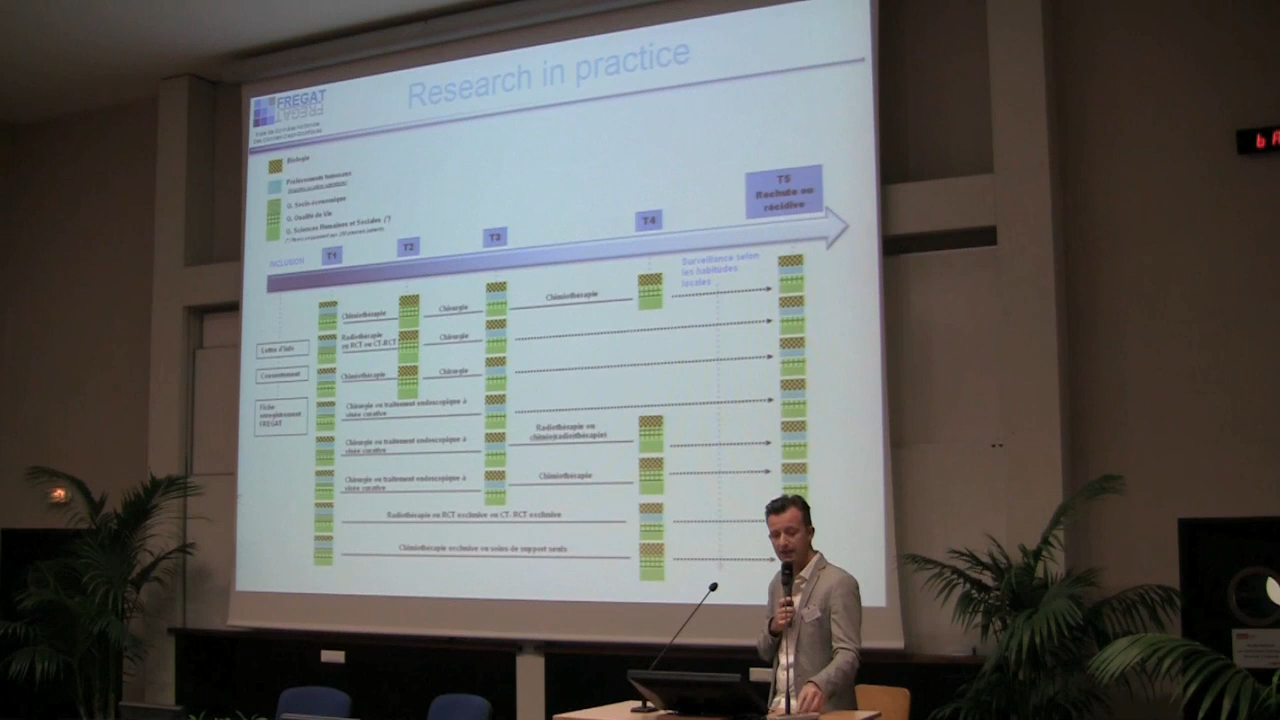 Research in practice
FREGAT
Biologie
Prélèvements tumoraux
G. Socio-économique
G. Qualité de Vie
G. Sciences Humaines et Sociales (*)
INCLUSION
T1
T2
T3
T4
T5
Rechute ou
récidive
Surveillance selon
les habitudes
locales
Chimiothérapie
Chirurgie
Chimiothérapie
Lettre d'info
Radiothérapie
ou RCT ou CT-RCT
Chirurgie
Consentement
Chimiothérapie
Chirurgie
Fiche
enregistrement
FREGAT
Chirurgie ou traitement endoscopique à
visée curative
Chirurgie ou traitement endoscopique à
visée curative
Radiothérapie ou
chimio(radiothérapie)
Chirurgie ou traitement endoscopique à
visée curative
Chimiothérapie
Radiothérapie ou RCT exclusive ou CT- RCT exclusive
Chimiothérapie exclusive ou soins de support seuls